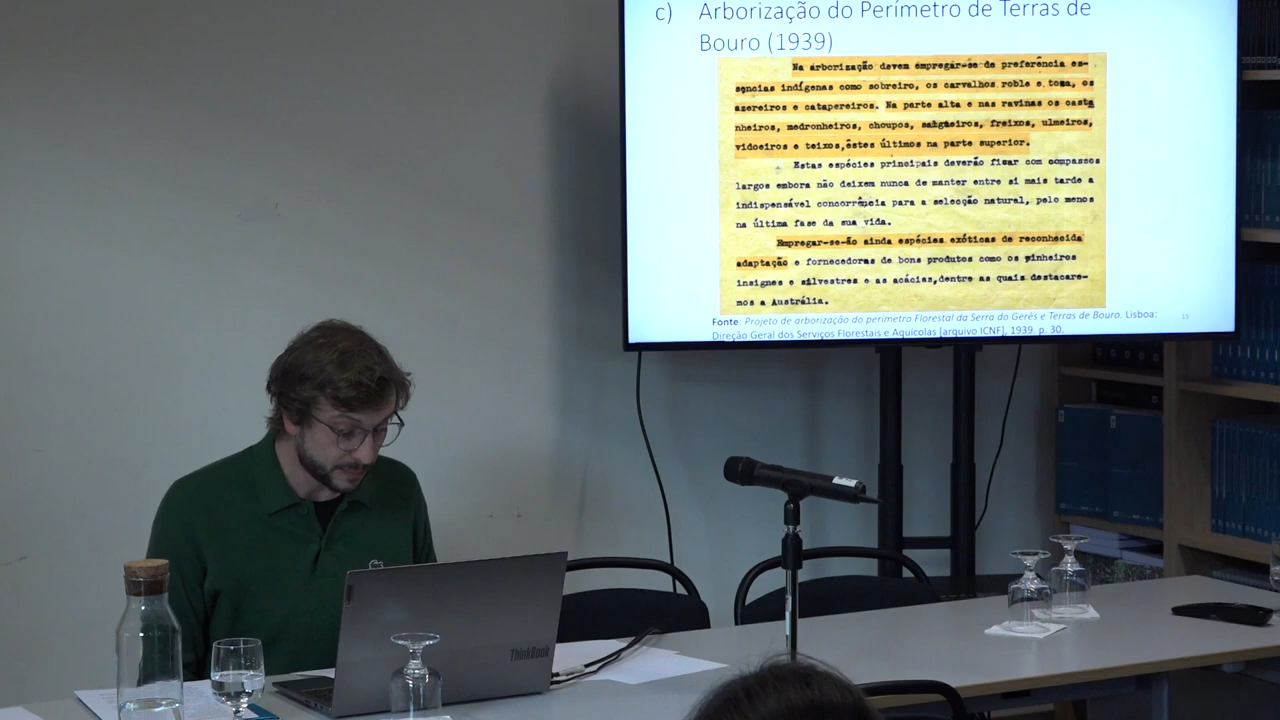 c) Arborização do Perímetro de Terras de
Bouro (1939)
Na arborização devem empregar-se de preferência es-
sências indígenas como sobreiro, os carvalhos roble e toza, os
azereiros e catapereiros. Na parte alta e nas ravinas os casta
nheiros, medronheiros, choupos, salgueiros, freixos, ulmeiros,
vidoeiros e teixos,êstes últimos na parte superior.
Estas espécies principais deverão ficar com compassos
largos embora não deixem nunca de manter entre si mais tarde a
indispensável concorrência para a selecção natural, pelo menos
na última fase da sua vida.
Empregar-se-ão ainda espécies exóticas de reconhecida
adaptação e fornecedoras de bons produtos como os pinheiros
insignes e silvestres e as acácias,dentre as quais destacare-
mos a Austrália.
Fonte: Projeto de arborização do perímetro Florestal da Serra do Gerês e Terras de Bouro. Lisboa:
Direção Geral dos Serviços Florestais e Aquícolas [arquivo ICNF], 1939. p. 30.
15
ThinkBook